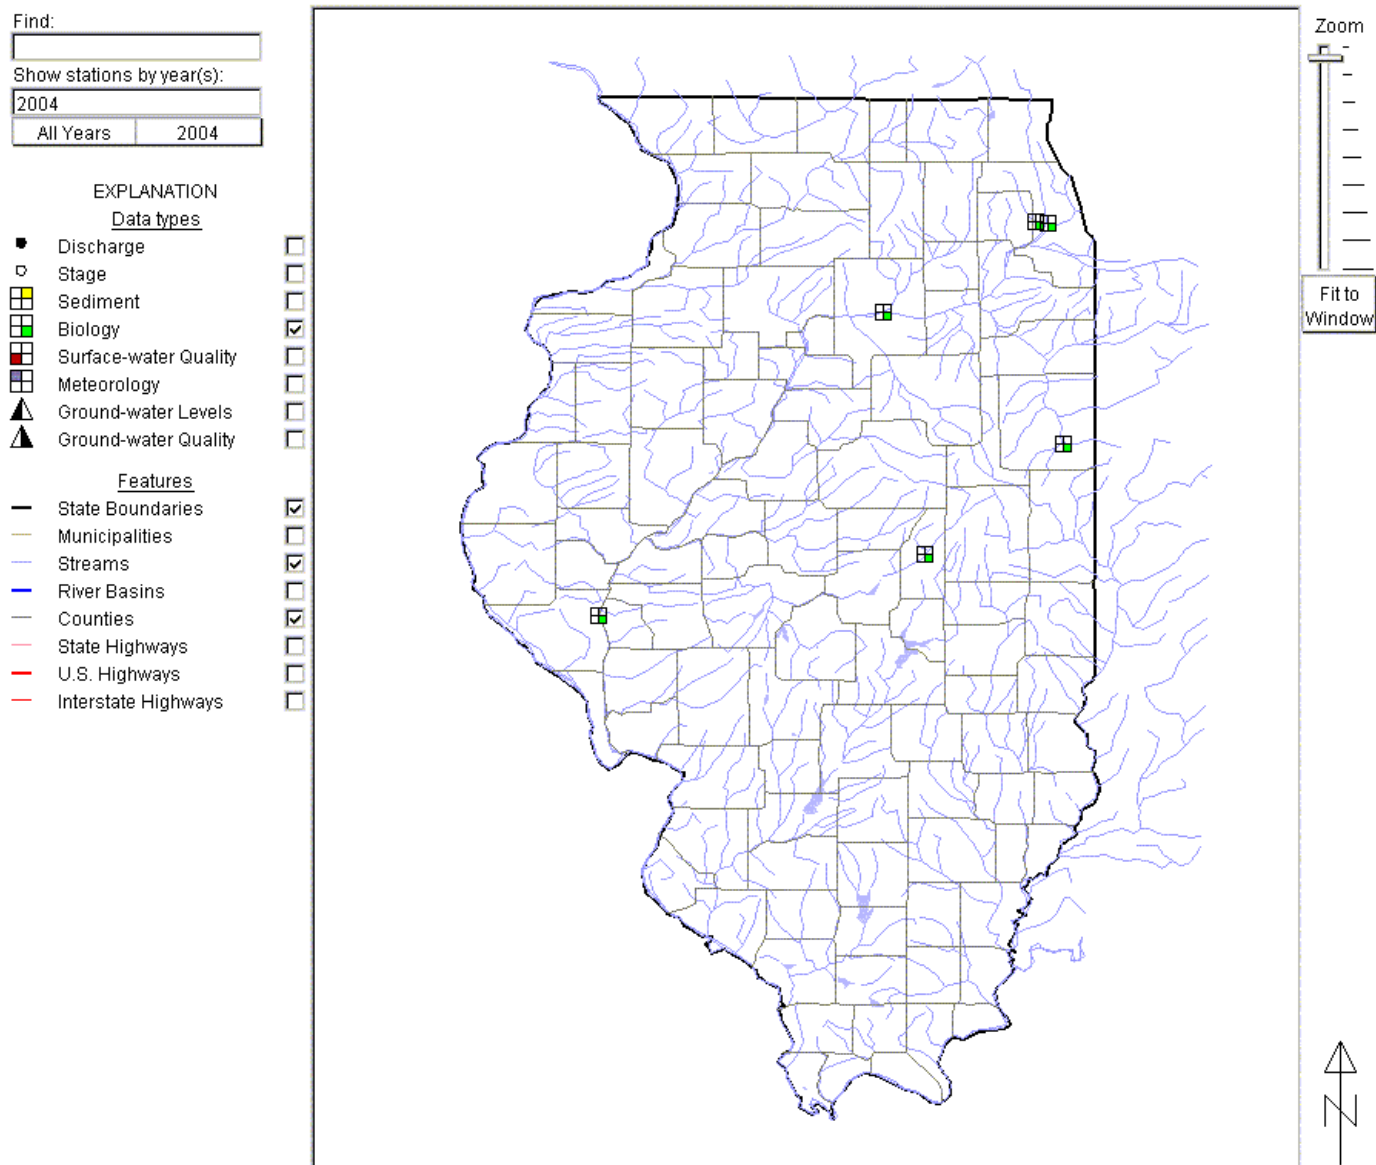 Find:
Show stations by year(s):
2004
All Years 2004
EXPLANATION
Data types
Discharge
Stage
Sediment
Biology
Surface-water Quality
Meteorology
Ground-water Levels
Ground-water Quality
Features
State Boundaries
Municipalities
Streams
River Basins
Counties
State Highways
U.S. Highways
Interstate Highways
Zoom
Fit to
Window
N